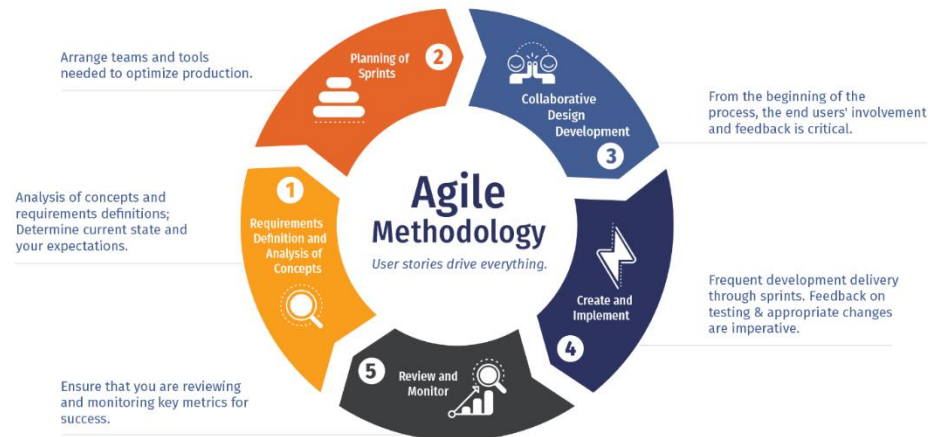 Agile
Methodology
User stories drive everything.
1
Requirements
Definition and
Analysis of
Concepts
Analysis of concepts and
requirements definitions;
Determine current state and
your expectations.
2
Planning of
Sprints
Arrange teams and tools
needed to optimize production.
Collaborative
Design
Development
3
From the beginning of the
process, the end users' involvement
and feedback is critical.
Create and
Implement
4
Frequent development delivery
through sprints. Feedback on
testing & appropriate changes
are imperative.
5
Review and
Monitor
Ensure that you are reviewing
and monitoring key metrics for
success.